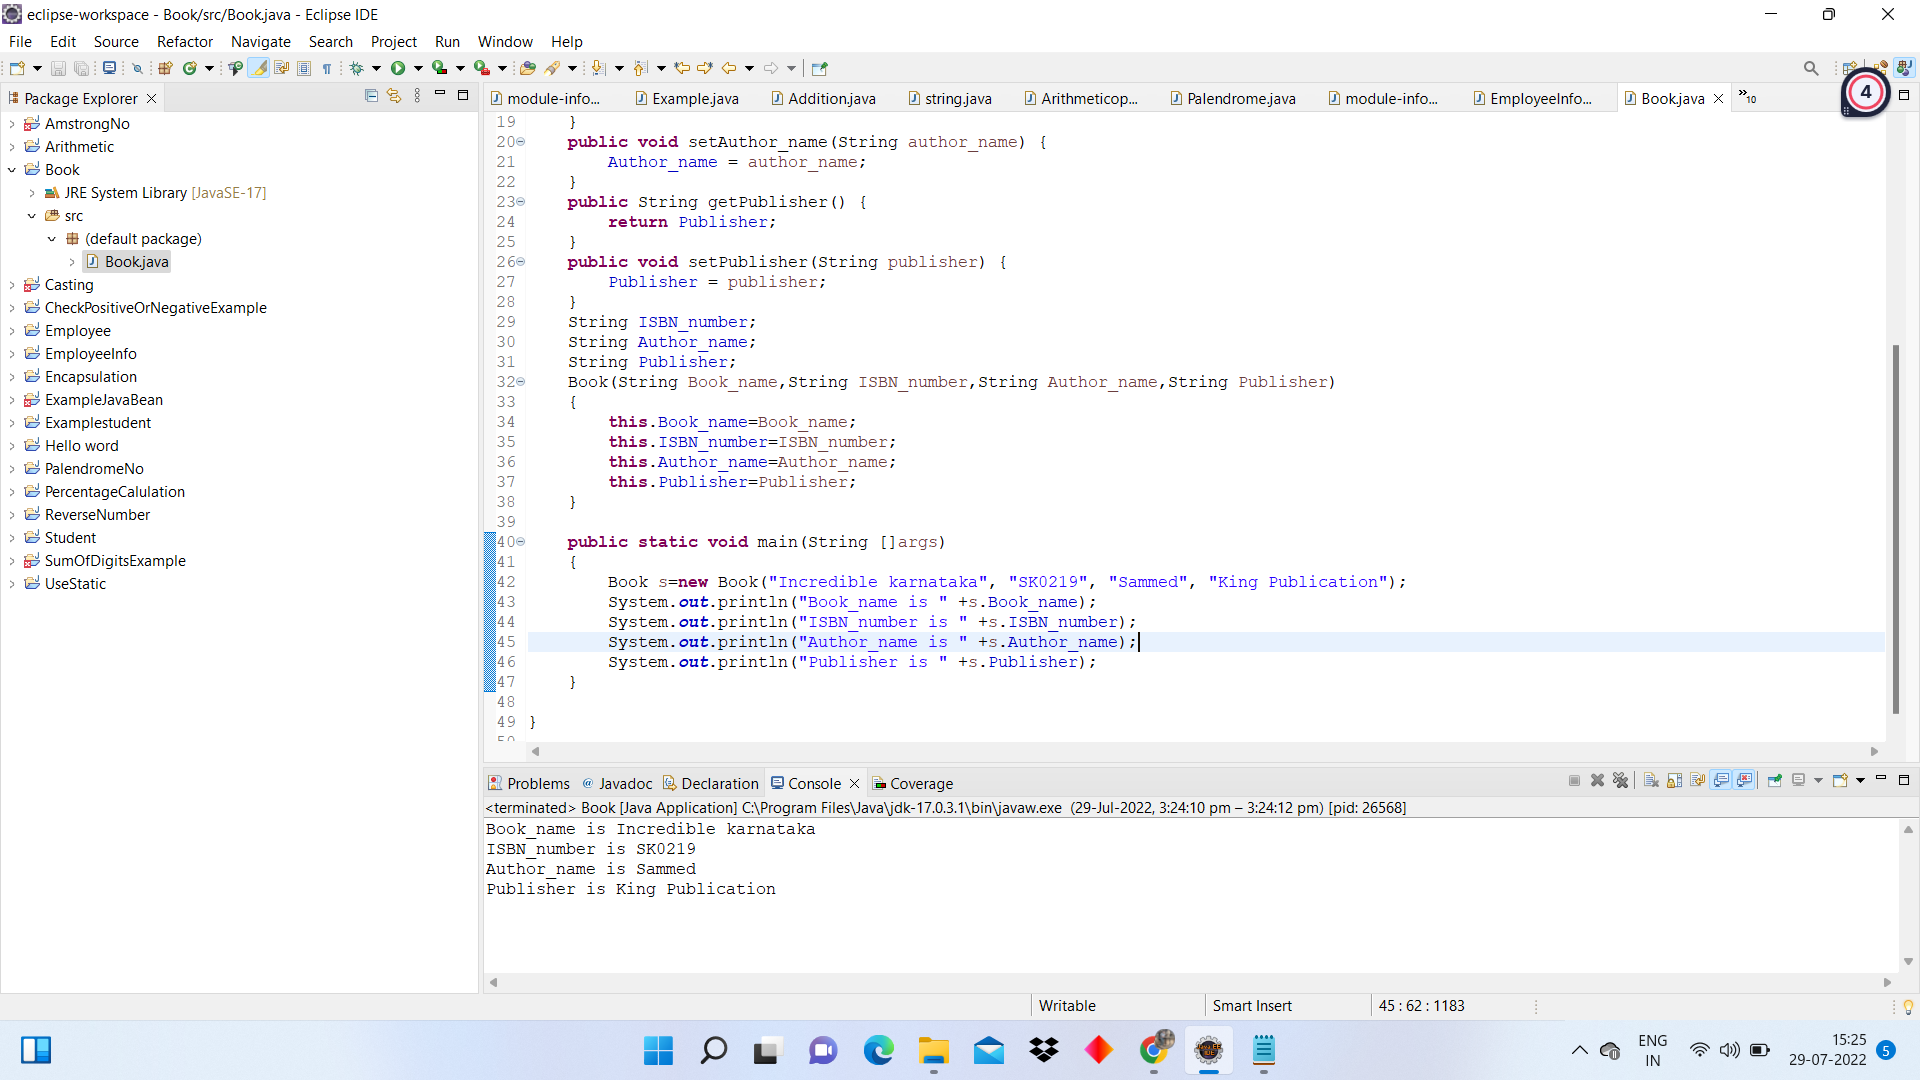 eclipse-workspace - Book/src/Book.java - Eclipse IDE
File Edit Source Refactor Navigate Search Project Run Window Help
Package Explorer
AmstrongNo
Arithmetic
Book
JRE System Library [JavaSE-17]
src
(default package)
Book.java
Casting
CheckPositiveOrNegativeExample
Employee
EmployeeInfo
Encapsulation
ExampleJavaBean
Examplestudent
Hello word
PalendromeNo
PercentageCalulation
ReverseNumber
Student
SumOfDigitsExample
UseStatic
module-info... Example.java Addition.java string.java Arithmeticop... Palendrome.java module-info... EmployeeInfo... Book.java »10
4
19 }
20 public void setAuthor_name(String author_name) {
21 Author_name = author_name;
22 }
23 public String getPublisher() {
24 return Publisher;
25 }
26 public void setPublisher(String publisher) {
27 Publisher = publisher;
28 }
29 String ISBN_number;
30 String Author_name;
31 String Publisher;
32 Book(String Book_name,String ISBN_number,String Author_name,String Publisher)
33 {
34 this.Book_name=Book_name;
35 this.ISBN_number=ISBN_number;
36 this.Author_name=Author_name;
37 this.Publisher=Publisher;
38 }
39
40 public static void main(String []args)
41 {
42 Book s=new Book("Incredible karnataka", "SK0219", "Sammed", "King Publication");
43 System.out.println("Book_name is " +s.Book_name);
44 System.out.println("ISBN_number is " +s.ISBN_number);
45 System.out.println("Author_name is " +s.Author_name);
46 System.out.println("Publisher is " +s.Publisher);
47 }
48
49 }
50
Problems @ Javadoc Declaration Console Coverage
<terminated> Book [Java Application] C:\Program Files\Java\jdk-17.0.3.1\bin\javaw.exe (29-Jul-2022, 3:24:10 pm – 3:24:12 pm) [pid: 26568]
Book_name is Incredible karnataka
ISBN_number is SK0219
Author_name is Sammed
Publisher is King Publication
Writable Smart Insert 45 : 62 : 1183
ENG
IN
15:25
29-07-2022
5